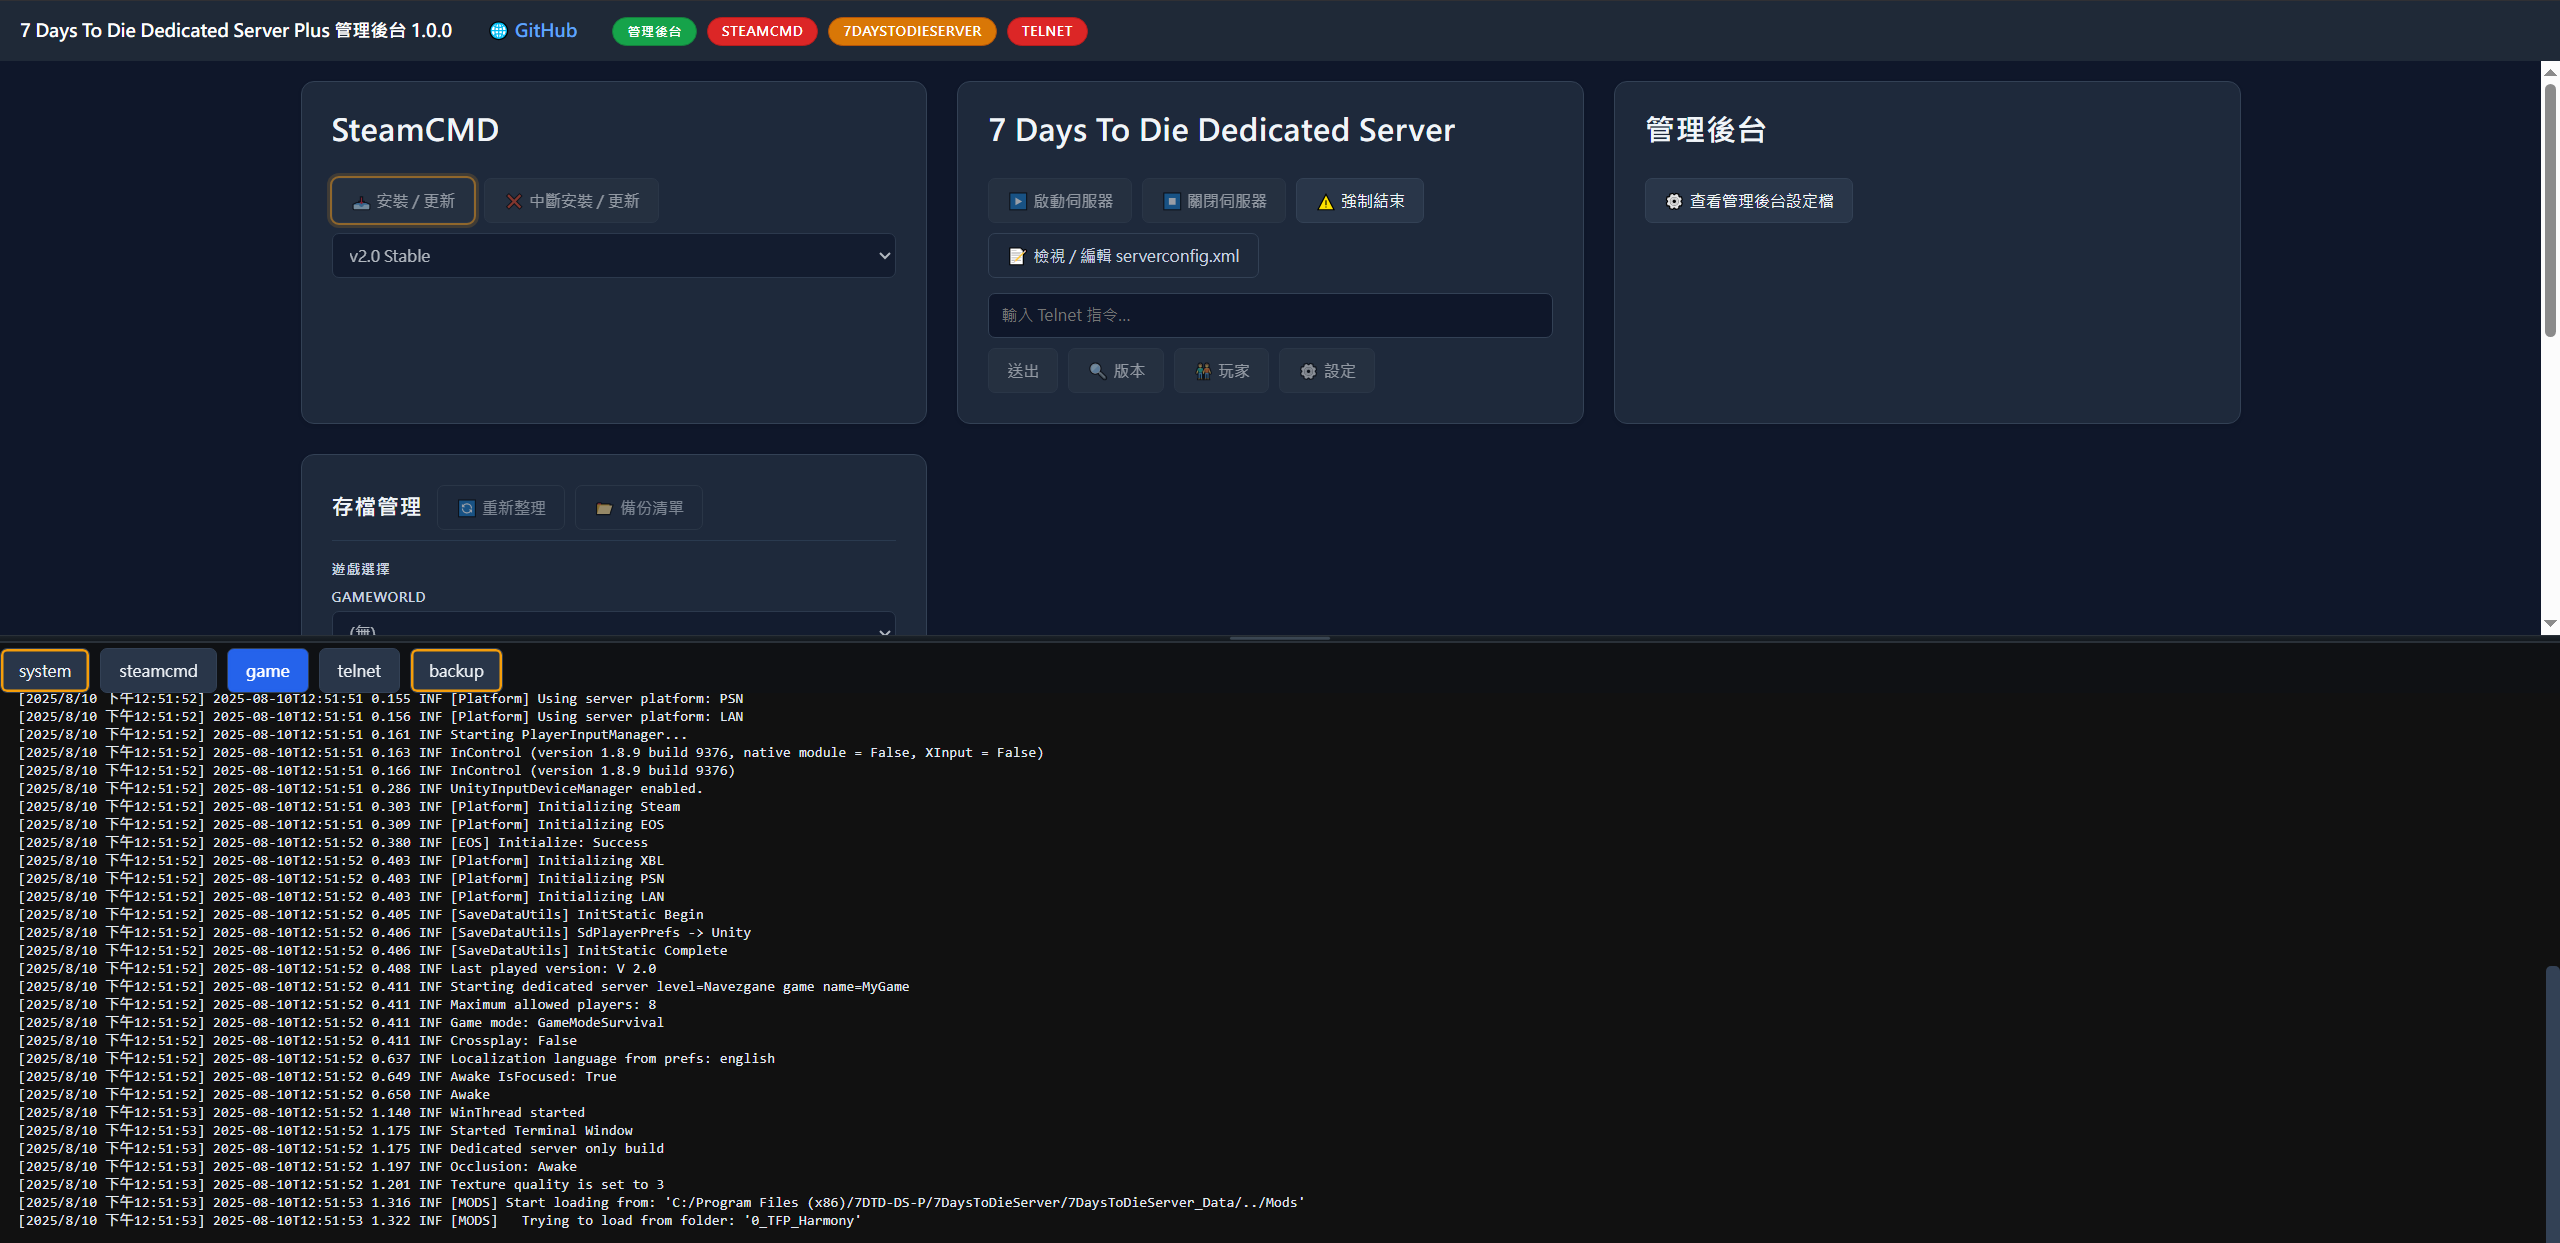 7 Days To Die Dedicated Server Plus 管理後台 1.0.0 GitHub 管理後台 STEAMCMD 7DAYSTODIESERVER TELNET
SteamCMD
安裝 / 更新 中斷安裝 / 更新
v2.0 Stable
7 Days To Die Dedicated Server
啟動伺服器 關閉伺服器 強制結束
檢視 / 編輯 serverconfig.xml
輸入 Telnet 指令...
送出 版本 玩家 設定
管理後台
查看管理後台設定檔
存檔管理 重新整理 備份清單
遊戲選擇
GAMEWORLD
(無)
system steamcmd game telnet backup
[2025/8/10 下午12:51:52] 2025-08-10T12:51:51 0.155 INF [Platform] Using server platform: PSN
[2025/8/10 下午12:51:52] 2025-08-10T12:51:51 0.156 INF [Platform] Using server platform: LAN
[2025/8/10 下午12:51:52] 2025-08-10T12:51:51 0.161 INF Starting PlayerInputManager...
[2025/8/10 下午12:51:52] 2025-08-10T12:51:51 0.163 INF InControl (version 1.8.9 build 9376, native module = False, XInput = False)
[2025/8/10 下午12:51:52] 2025-08-10T12:51:51 0.166 INF InControl (version 1.8.9 build 9376)
[2025/8/10 下午12:51:52] 2025-08-10T12:51:51 0.286 INF UnityInputDeviceManager enabled.
[2025/8/10 下午12:51:52] 2025-08-10T12:51:51 0.303 INF [Platform] Initializing Steam
[2025/8/10 下午12:51:52] 2025-08-10T12:51:51 0.309 INF [Platform] Initializing EOS
[2025/8/10 下午12:51:52] 2025-08-10T12:51:52 0.380 INF [EOS] Initialize: Success
[2025/8/10 下午12:51:52] 2025-08-10T12:51:52 0.403 INF [Platform] Initializing XBL
[2025/8/10 下午12:51:52] 2025-08-10T12:51:52 0.403 INF [Platform] Initializing PSN
[2025/8/10 下午12:51:52] 2025-08-10T12:51:52 0.403 INF [Platform] Initializing LAN
[2025/8/10 下午12:51:52] 2025-08-10T12:51:52 0.405 INF [SaveDataUtils] InitStatic Begin
[2025/8/10 下午12:51:52] 2025-08-10T12:51:52 0.406 INF [SaveDataUtils] SdPlayerPrefs -> Unity
[2025/8/10 下午12:51:52] 2025-08-10T12:51:52 0.406 INF [SaveDataUtils] InitStatic Complete
[2025/8/10 下午12:51:52] 2025-08-10T12:51:52 0.408 INF Last played version: V 2.0
[2025/8/10 下午12:51:52] 2025-08-10T12:51:52 0.411 INF Starting dedicated server level=Navezgane game name=MyGame
[2025/8/10 下午12:51:52] 2025-08-10T12:51:52 0.411 INF Maximum allowed players: 8
[2025/8/10 下午12:51:52] 2025-08-10T12:51:52 0.411 INF Game mode: GameModeSurvival
[2025/8/10 下午12:51:52] 2025-08-10T12:51:52 0.411 INF Crossplay: False
[2025/8/10 下午12:51:52] 2025-08-10T12:51:52 0.637 INF Localization language from prefs: english
[2025/8/10 下午12:51:52] 2025-08-10T12:51:52 0.649 INF Awake IsFocused: True
[2025/8/10 下午12:51:52] 2025-08-10T12:51:52 0.650 INF Awake
[2025/8/10 下午12:51:53] 2025-08-10T12:51:52 1.140 INF WinThread started
[2025/8/10 下午12:51:53] 2025-08-10T12:51:52 1.175 INF Started Terminal Window
[2025/8/10 下午12:51:53] 2025-08-10T12:51:52 1.175 INF Dedicated server only build
[2025/8/10 下午12:51:53] 2025-08-10T12:51:52 1.197 INF Occlusion: Awake
[2025/8/10 下午12:51:53] 2025-08-10T12:51:52 1.201 INF Texture quality is set to 3
[2025/8/10 下午12:51:53] 2025-08-10T12:51:53 1.316 INF [MODS] Start loading from: 'C:/Program Files (x86)/7DTD-DS-P/7DaysToDieServer/7DaysToDieServer_Data/../Mods'
[2025/8/10 下午12:51:53] 2025-08-10T12:51:53 1.322 INF [MODS]   Trying to load from folder: '0_TFP_Harmony'